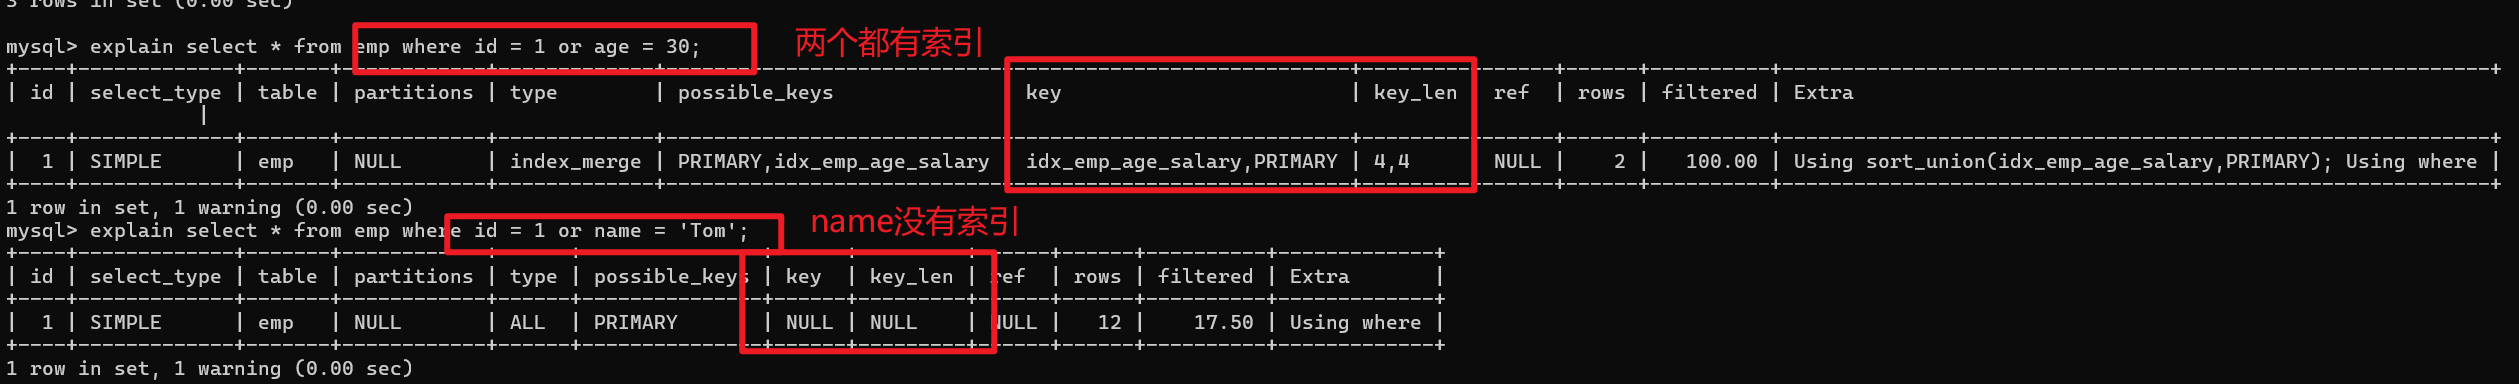 3 rows in set (0.00 sec)
mysql> explain select * from emp where id = 1 or age = 30; 两个都有索引
+----+-------------+-------+------------+-------------+----------------------------+----------------------------+---------+------+------+----------+------------------------------------------------------------+
| id | select_type | table | partitions | type | possible_keys key | key_len ref | rows | filtered | Extra
|
+----+-------------+-------+------------+-------------+----------------------------+----------------------------+---------+------+------+----------+------------------------------------------------------------+
| 1 | SIMPLE | emp | NULL | index_merge | PRIMARY,idx_emp_age_salary idx_emp_age_salary,PRIMARY | 4,4 NULL | 2 | 100.00 | Using sort_union(idx_emp_age_salary,PRIMARY); Using where |
+----+-------------+-------+------------+-------------+----------------------------+----------------------------+---------+------+------+----------+------------------------------------------------------------+
1 row in set, 1 warning (0.00 sec)
mysql> explain select * from emp where id = 1 or name = 'Tom'; name没有索引
+----+-------------+-------+------------+------+---------------+------+---------+------+------+----------+-------------+
| id | select_type | table | partitions | type | possible_keys | key | key_len | ref | rows | filtered | Extra |
+----+-------------+-------+------------+------+---------------+------+---------+------+------+----------+-------------+
| 1 | SIMPLE | emp | NULL | ALL | PRIMARY | NULL | NULL | NULL | 12 | 17.50 | Using where |
+----+-------------+-------+------------+------+---------------+------+---------+------+------+----------+-------------+
1 row in set, 1 warning (0.00 sec)